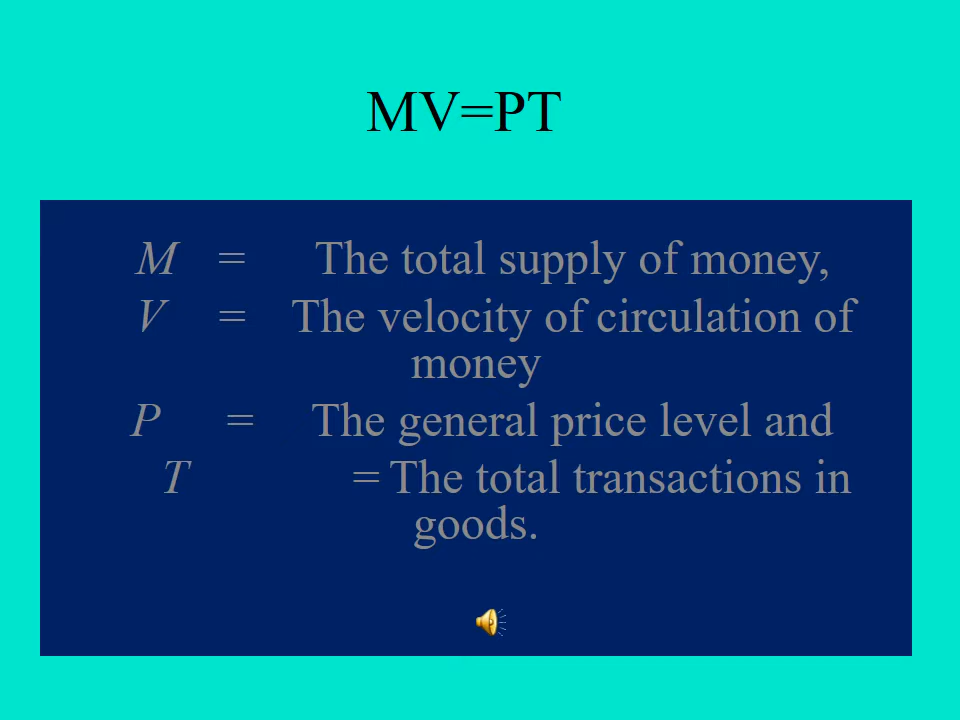 MV=PT
M = The total supply of money,
V = The velocity of circulation of
money
P = The general price level and
T = The total transactions in
goods.